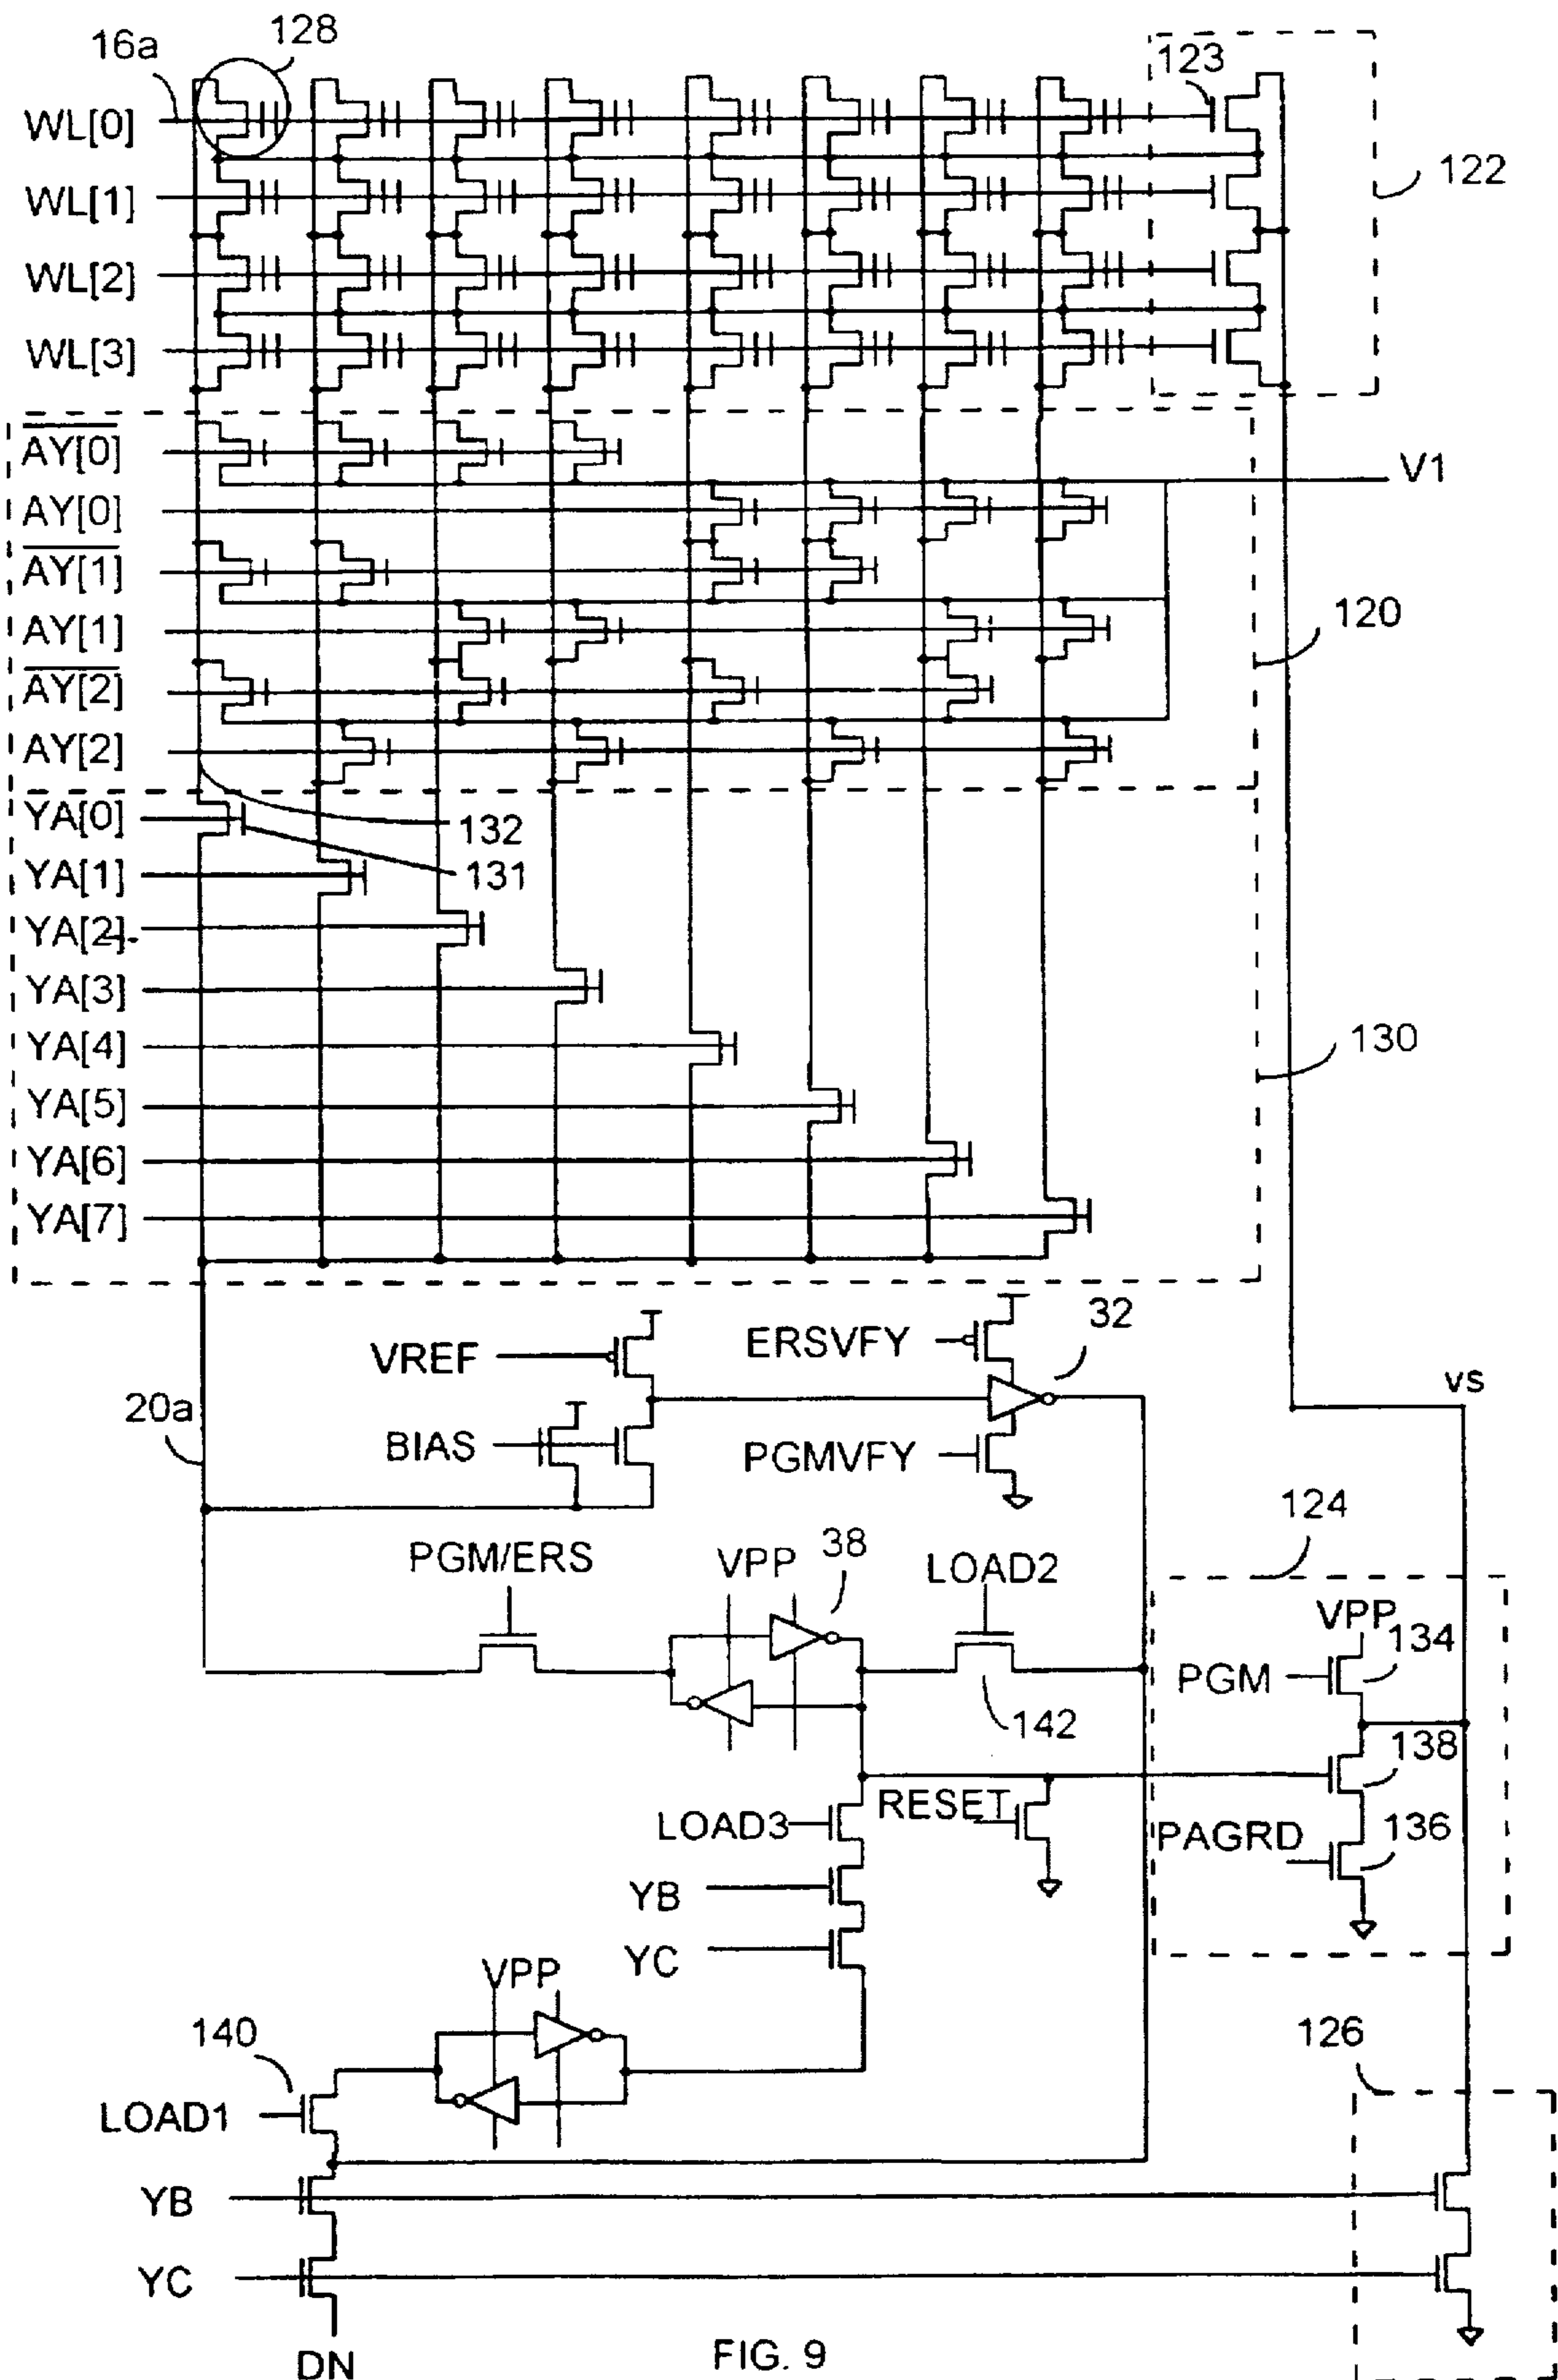 128
16a
123
WL[0]
122
WL[1]
WL[2]
WL[3]
AY[0]
V1
AY[0]
AY[1]
AY[1]
120
AY[2]
AY[2]
YA[0]
132
YA[1]
131
YA[2]
YA[3]
130
YA[4]
YA[5]
YA[6]
YA[7]
ERSVFY
32
VREF
vs
20a
BIAS
PGMVFY
124
PGM/ERS
VPP
38
LOAD2
VPP
134
PGM
142
138
LOAD3
RESET
PAGRD
136
YB
YC
VPP
140
126
LOAD1
YB
YC
DN
FIG. 9